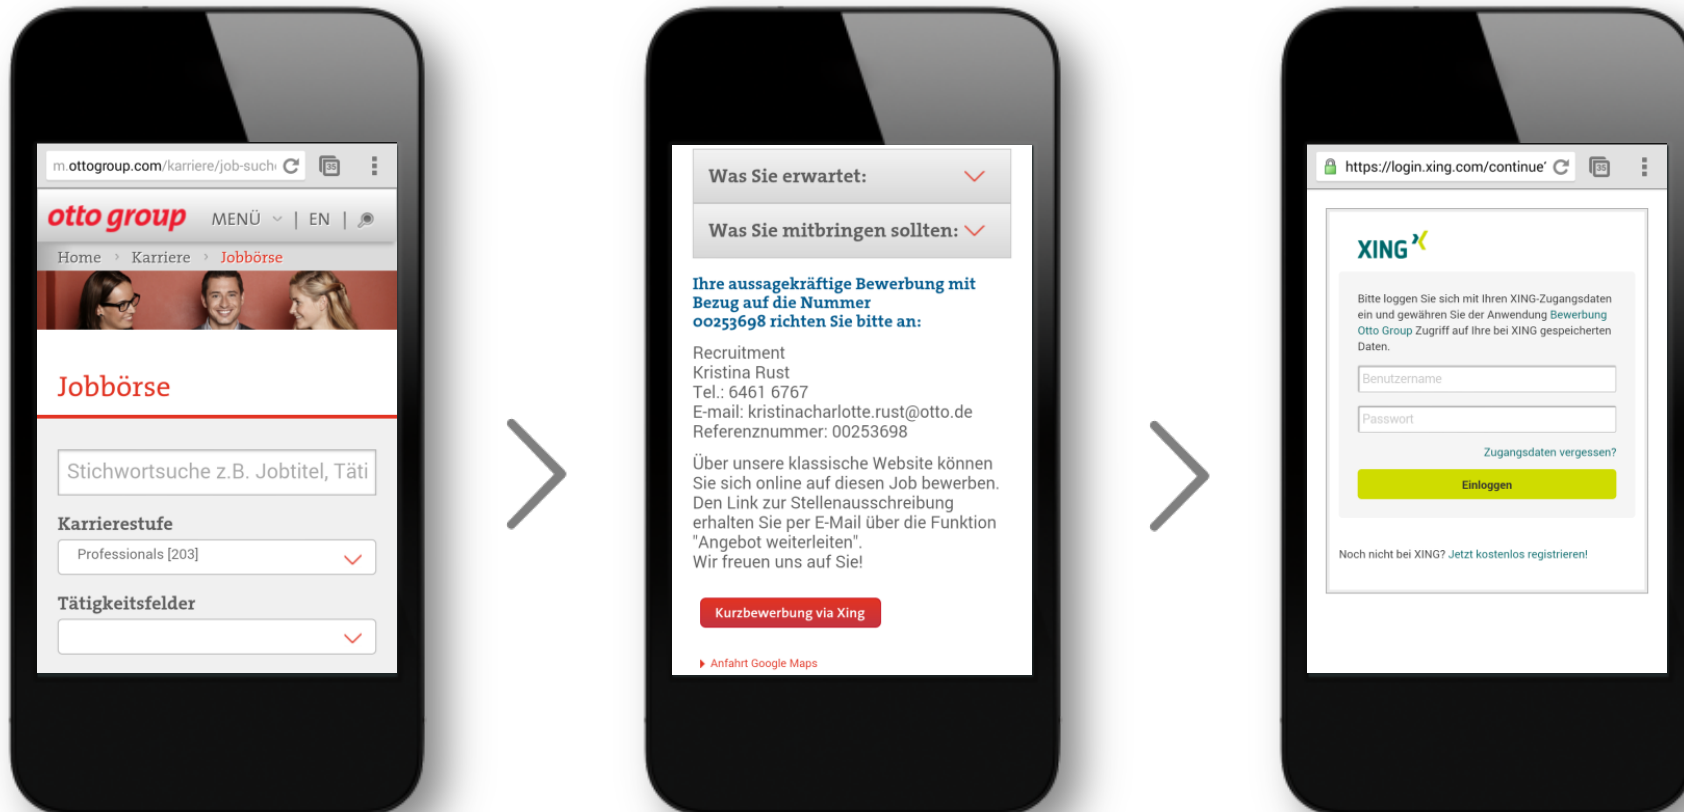 m.ottogroup.com/karriere/job-such
35
otto group MENÜ | EN |
Home > Karriere > Jobbörse
Jobbörse
Stichwortsuche z.B. Jobtitel, Täti
Karrierestufe
Professionals [203]
Tätigkeitsfelder
Was Sie erwartet:
Was Sie mitbringen sollten:
Ihre aussagekräftige Bewerbung mit
Bezug auf die Nummer
00253698 richten Sie bitte an:
Recruitment
Kristina Rust
Tel.: 6461 6767
E-mail: kristinacharlotte.rust@otto.de
Referenznummer: 00253698
Über unsere klassische Website können
Sie sich online auf diesen Job bewerben.
Den Link zur Stellenausschreibung
erhalten Sie per E-Mail über die Funktion
"Angebot weiterleiten".
Wir freuen uns auf Sie!
Kurzbewerbung via Xing
Anfahrt Google Maps
https://login.xing.com/continue
35
XING
Bitte loggen Sie sich mit Ihren XING-Zugangsdaten
ein und gewähren Sie der Anwendung Bewerbung
Otto Group Zugriff auf Ihre bei XING gespeicherten
Daten.
Benutzername
Passwort
Zugangsdaten vergessen?
Einloggen
Noch nicht bei XING? Jetzt kostenlos registrieren!